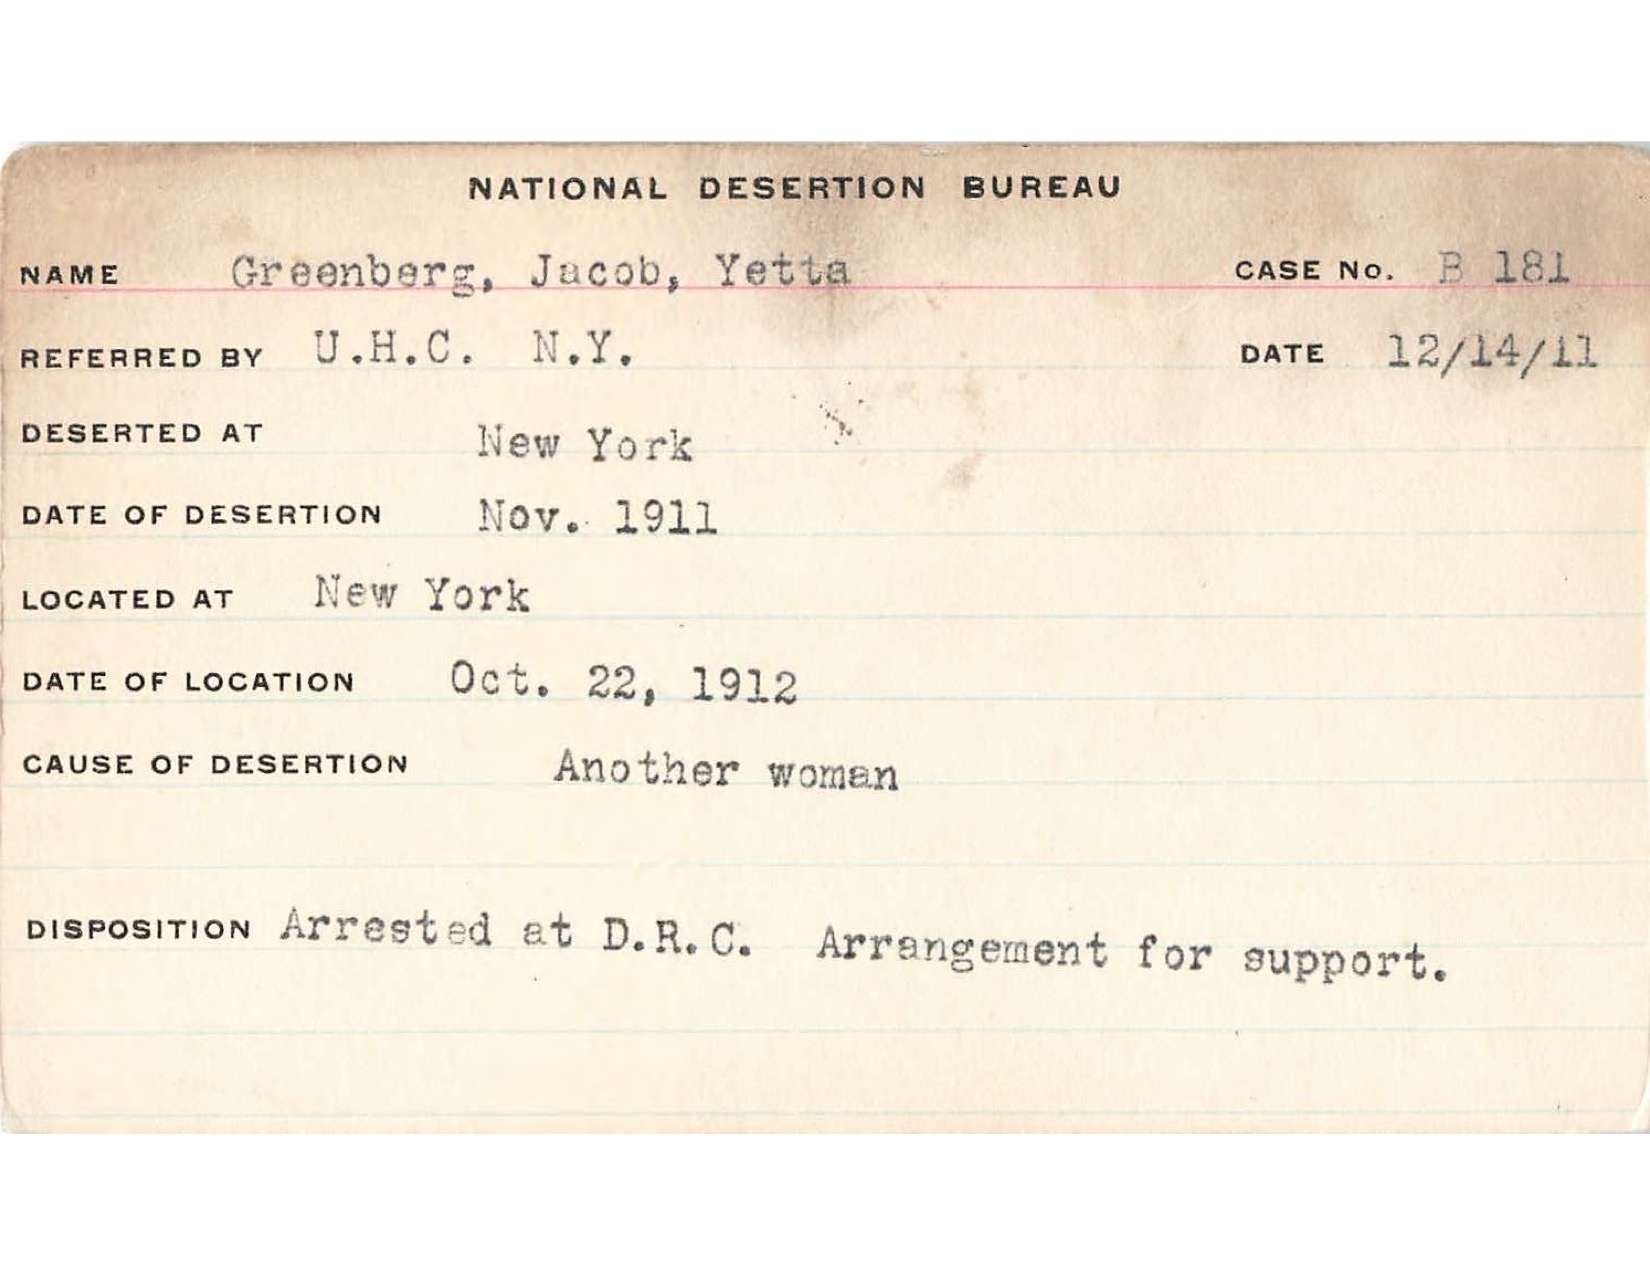 NATIONAL DESERTION BUREAU
NAME Greenberg, Jacob, Yetta CASE No. B 181
REFERRED BY U.H.C. N.Y. DATE 12/14/11
DESERTED AT New York
DATE OF DESERTION Nov. 1911
LOCATED AT New York
DATE OF LOCATION Oct. 22, 1912
CAUSE OF DESERTION Another woman
DISPOSITION Arrested at D.R.C. Arrangement for support.